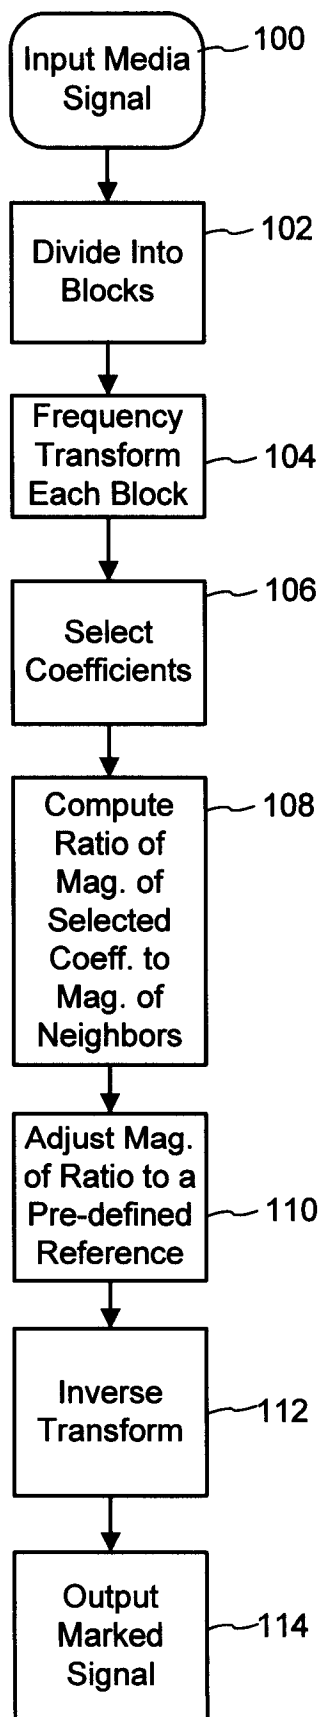 Input Media
Signal
100
Divide Into
Blocks
102
Frequency
Transform
Each Block
104
Select
Coefficients
106
Compute
Ratio of
Mag. of
Selected
Coeff. to
Mag. of
Neighbors
108
Adjust Mag.
of Ratio to a
Pre-defined
Reference
110
Inverse
Transform
112
Output
Marked
Signal
114